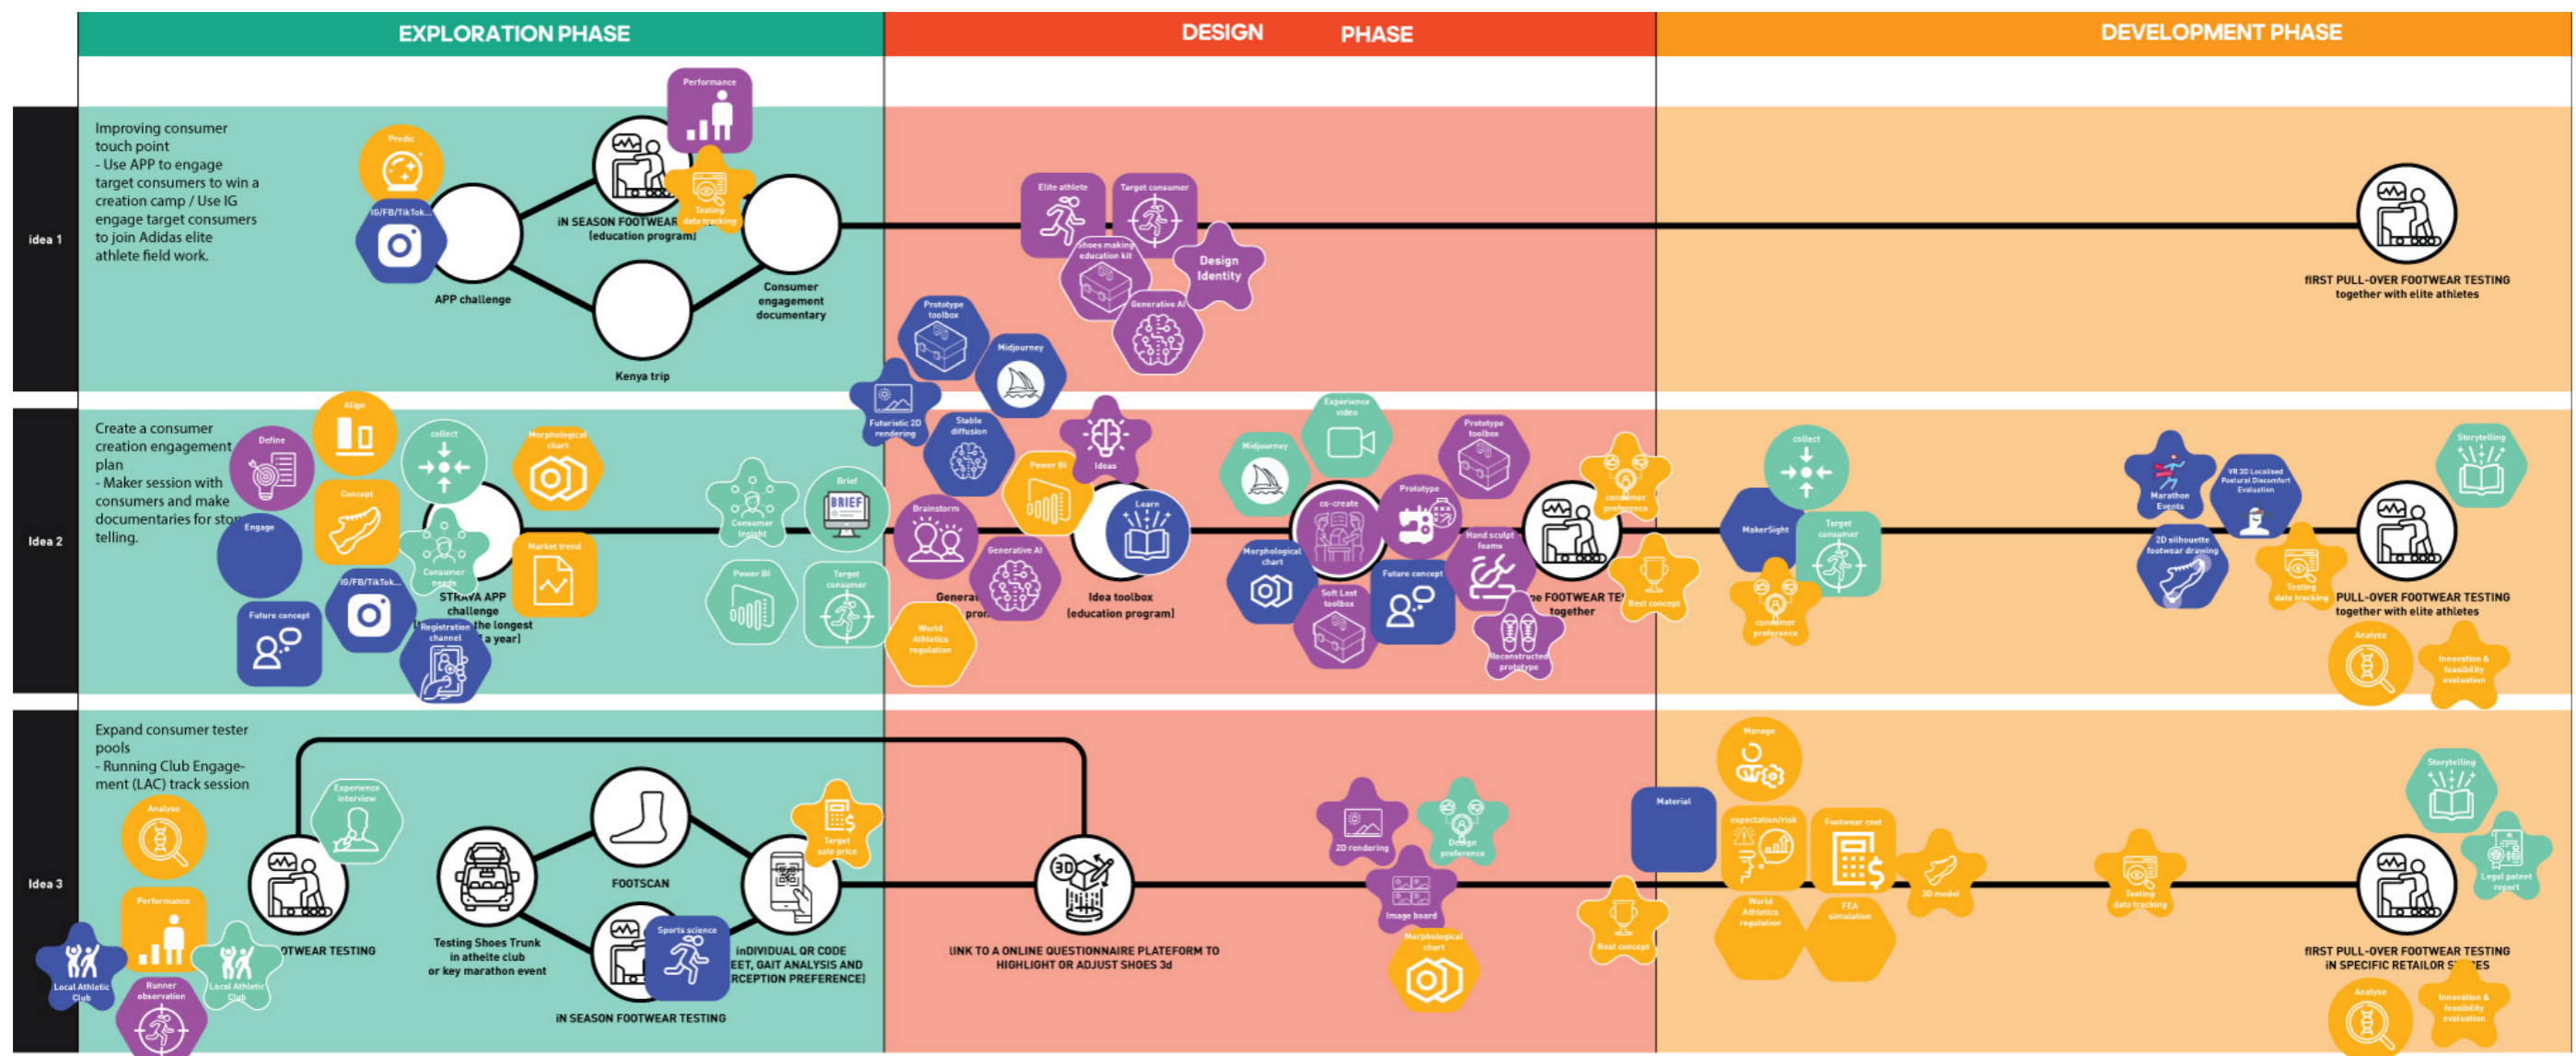 EXPLORATION PHASE
DESIGN PHASE
DEVELOPMENT PHASE
idea 1
Improving consumer
touch point
- Use APP to engage
target consumers to win a
creation camp / Use IG
engage target consumers
to join Adidas elite
athlete field work.
Predic
IG/FB/TikTok...
APP challenge
Performance
Testing
data tracking
iN SEASON FOOTWEAR
[education program]
Kenya trip
Consumer
engagement
documentary
Elite athlete
Target consumer
Shoes making
education kit
Design
Identity
Generative AI
fIRST PULL-OVER FOOTWEAR TESTING
together with elite athletes
Prototype
toolbox
Midjourney
Futuristic 2D
rendering
Stable
diffusion
Idea 2
Create a consumer
creation engagement
plan
- Maker session with
consumers and make
documentaries for
telling.
Define
Align
collect
Morphological
chart
Concept
Engage
Consumer
needs
Market trend
IG/FB/TikTok...
Future concept
Registration
channel
STRAVA APP
challenge
the longest
a year]
Consumer
Insight
Brief
BRIEF
Power BI
Target
consumer
Power BI
Ideas
Brainstorm
Learn
Generative AI
World
Athletics
regulation
Idea toolbox
[education program]
Experience
video
Midjourney
Prototype
toolbox
co-create
Prototype
Morphological
chart
Hand sculpt
foams
Soft Last
toolbox
Future concept
Reconstructed
prototype
FOOTWEAR
together
consumer
preference
Best concept
collect
MakerSight
Target
consumer
consumer
preference
Marathon
Events
VR 3D Localised
Postural Discomfort
Evaluation
2D silhouette
footwear drawing
Testing
data tracking
Storytelling
PULL-OVER FOOTWEAR TESTING
together with elite athletes
Analyse
Innovation &
feasibility
evaluation
Idea 3
Expand consumer tester
pools
- Running Club Engage-
ment (LAC) track session
Analyse
Experience
interview
Performance
Local Athletic
Club
Runner
observation
Local Athletic
Club
OTWEAR TESTING
Testing Shoes Trunk
in athelte club
or key marathon event
FOOTSCAN
Sports science
iN SEASON FOOTWEAR TESTING
Target
sale price
inDIVIDUAL QR CODE
EET, GAIT ANALYSIS AND
RCEPTION PREFERENCE]
3D
lINK TO A ONLINE QUESTIONNAIRE PLATEFORM TO
HIGHLIGHT OR ADJUST SHOES 3d
2D rendering
Design
preference
Image board
Morphological
chart
Best concept
Material
Manage
expectation/risk
Footwear cost
World
Athletics
regulation
FEA
simulation
3D model
Testing
data tracking
Storytelling
Legal patent
report
fIRST PULL-OVER FOOTWEAR TESTING
iN SPECIFIC RETAILOR
Analyse
Innovation &
feasibility
evaluation